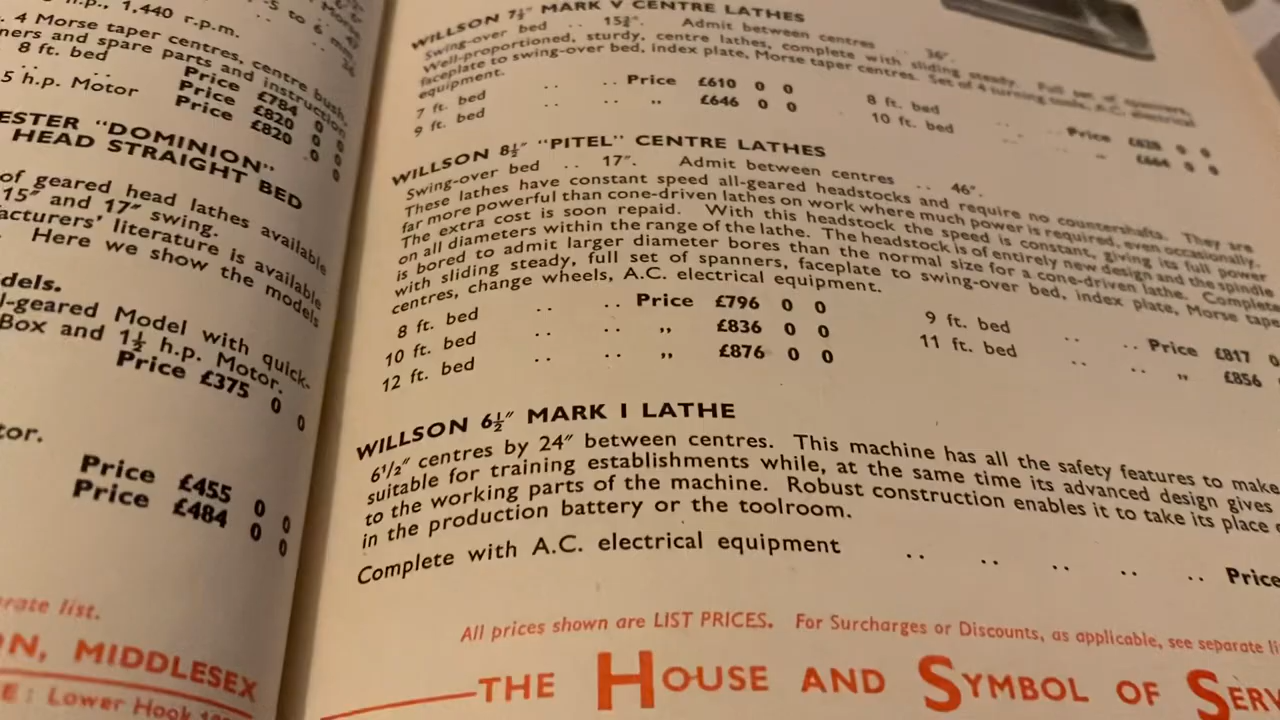 h.p., 1,440 r.p.m.
4 Morse taper centres, centre bush,
ners and spare parts and instruction
8 ft. bed .. .. Price £784 0 0
Price £820 0 0
5 h.p. Motor Price £820 0 0
ESTER "DOMINION"
HEAD STRAIGHT BED
of geared head lathes available
15″ and 17″ swing.
acturers' literature is available
Here we show the models
dels.
l-geared Model with quick-
Box and 1½ h.p. Motor.
Price £375 0 0
tor.
Price £455 0 0
Price £484 0 0
rate list.
ON, MIDDLESEX
E: Lower Hook
WILLSON 7½″ MARK V CENTRE LATHES
Swing-over bed .. 15¾″. Admit between centres .. 36″.
Well-proportioned, sturdy, centre lathes, complete with sliding steady. Full set of spanners,
faceplate to swing-over bed, index plate, Morse taper centres. Set of 4 turning tools, A.C. electrical
equipment.
7 ft. bed .. .. Price £610 0 0 8 ft. bed .. .. Price £628 0 0
9 ft. bed .. .. ,, £646 0 0 10 ft. bed .. .. ,, £664 0 0
WILLSON 8½″ "PITEL" CENTRE LATHES
Swing-over bed .. 17″. Admit between centres .. 46″.
These lathes have constant speed all-geared headstocks and require no countershafts. They are
far more powerful than cone-driven lathes on work where much power is required, even occasionally.
The extra cost is soon repaid. With this headstock the speed is constant, giving its full power
on all diameters within the range of the lathe. The headstock is of entirely new design and the spindle
is bored to admit larger diameter bores than the normal size for a cone-driven lathe. Complete
with sliding steady, full set of spanners, faceplate to swing-over bed, index plate, Morse taper
centres, change wheels, A.C. electrical equipment.
8 ft. bed .. .. Price £796 0 0 9 ft. bed .. .. Price £817 0
10 ft. bed .. .. ,, £836 0 0 11 ft. bed .. .. ,, £856
12 ft. bed .. .. ,, £876 0 0
WILLSON 6½″ MARK I LATHE
6½″ centres by 24″ between centres. This machine has all the safety features to make
suitable for training establishments while, at the same time its advanced design gives
to the working parts of the machine. Robust construction enables it to take its place
in the production battery or the toolroom.
Complete with A.C. electrical equipment .. .. .. .. .. Price
All prices shown are LIST PRICES. For Surcharges or Discounts, as applicable, see separate li
THE HOUSE AND SYMBOL OF SERV